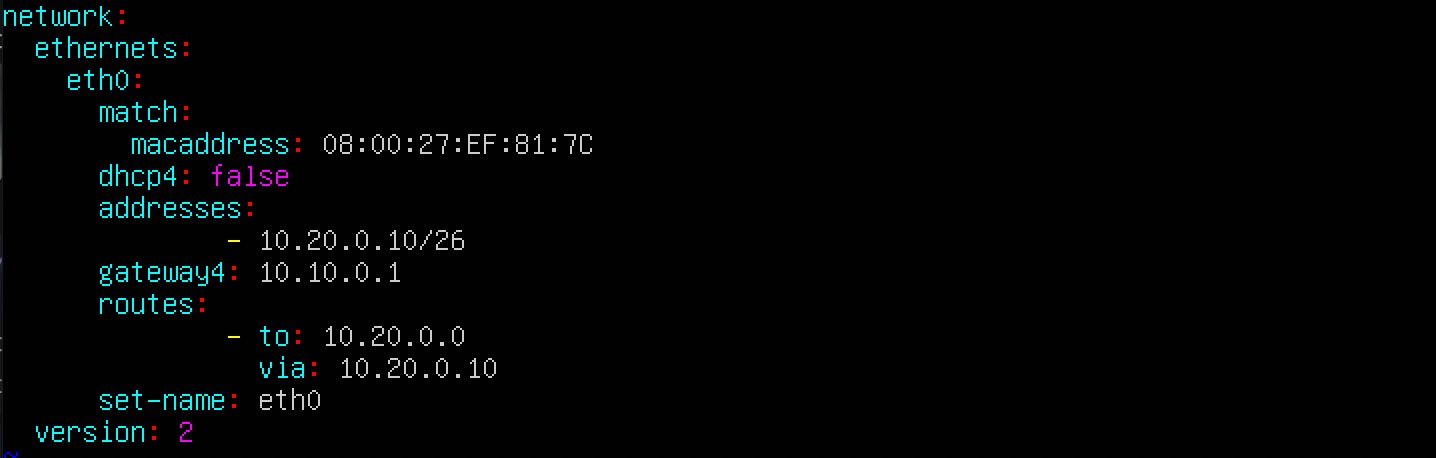 network:
  ethernets:
    eth0:
      match:
        macaddress: 08:00:27:EF:81:7C
      dhcp4: false
      addresses:
              - 10.20.0.10/26
      gateway4: 10.10.0.1
      routes:
              - to: 10.20.0.0
                via: 10.20.0.10
      set-name: eth0
  version: 2
~